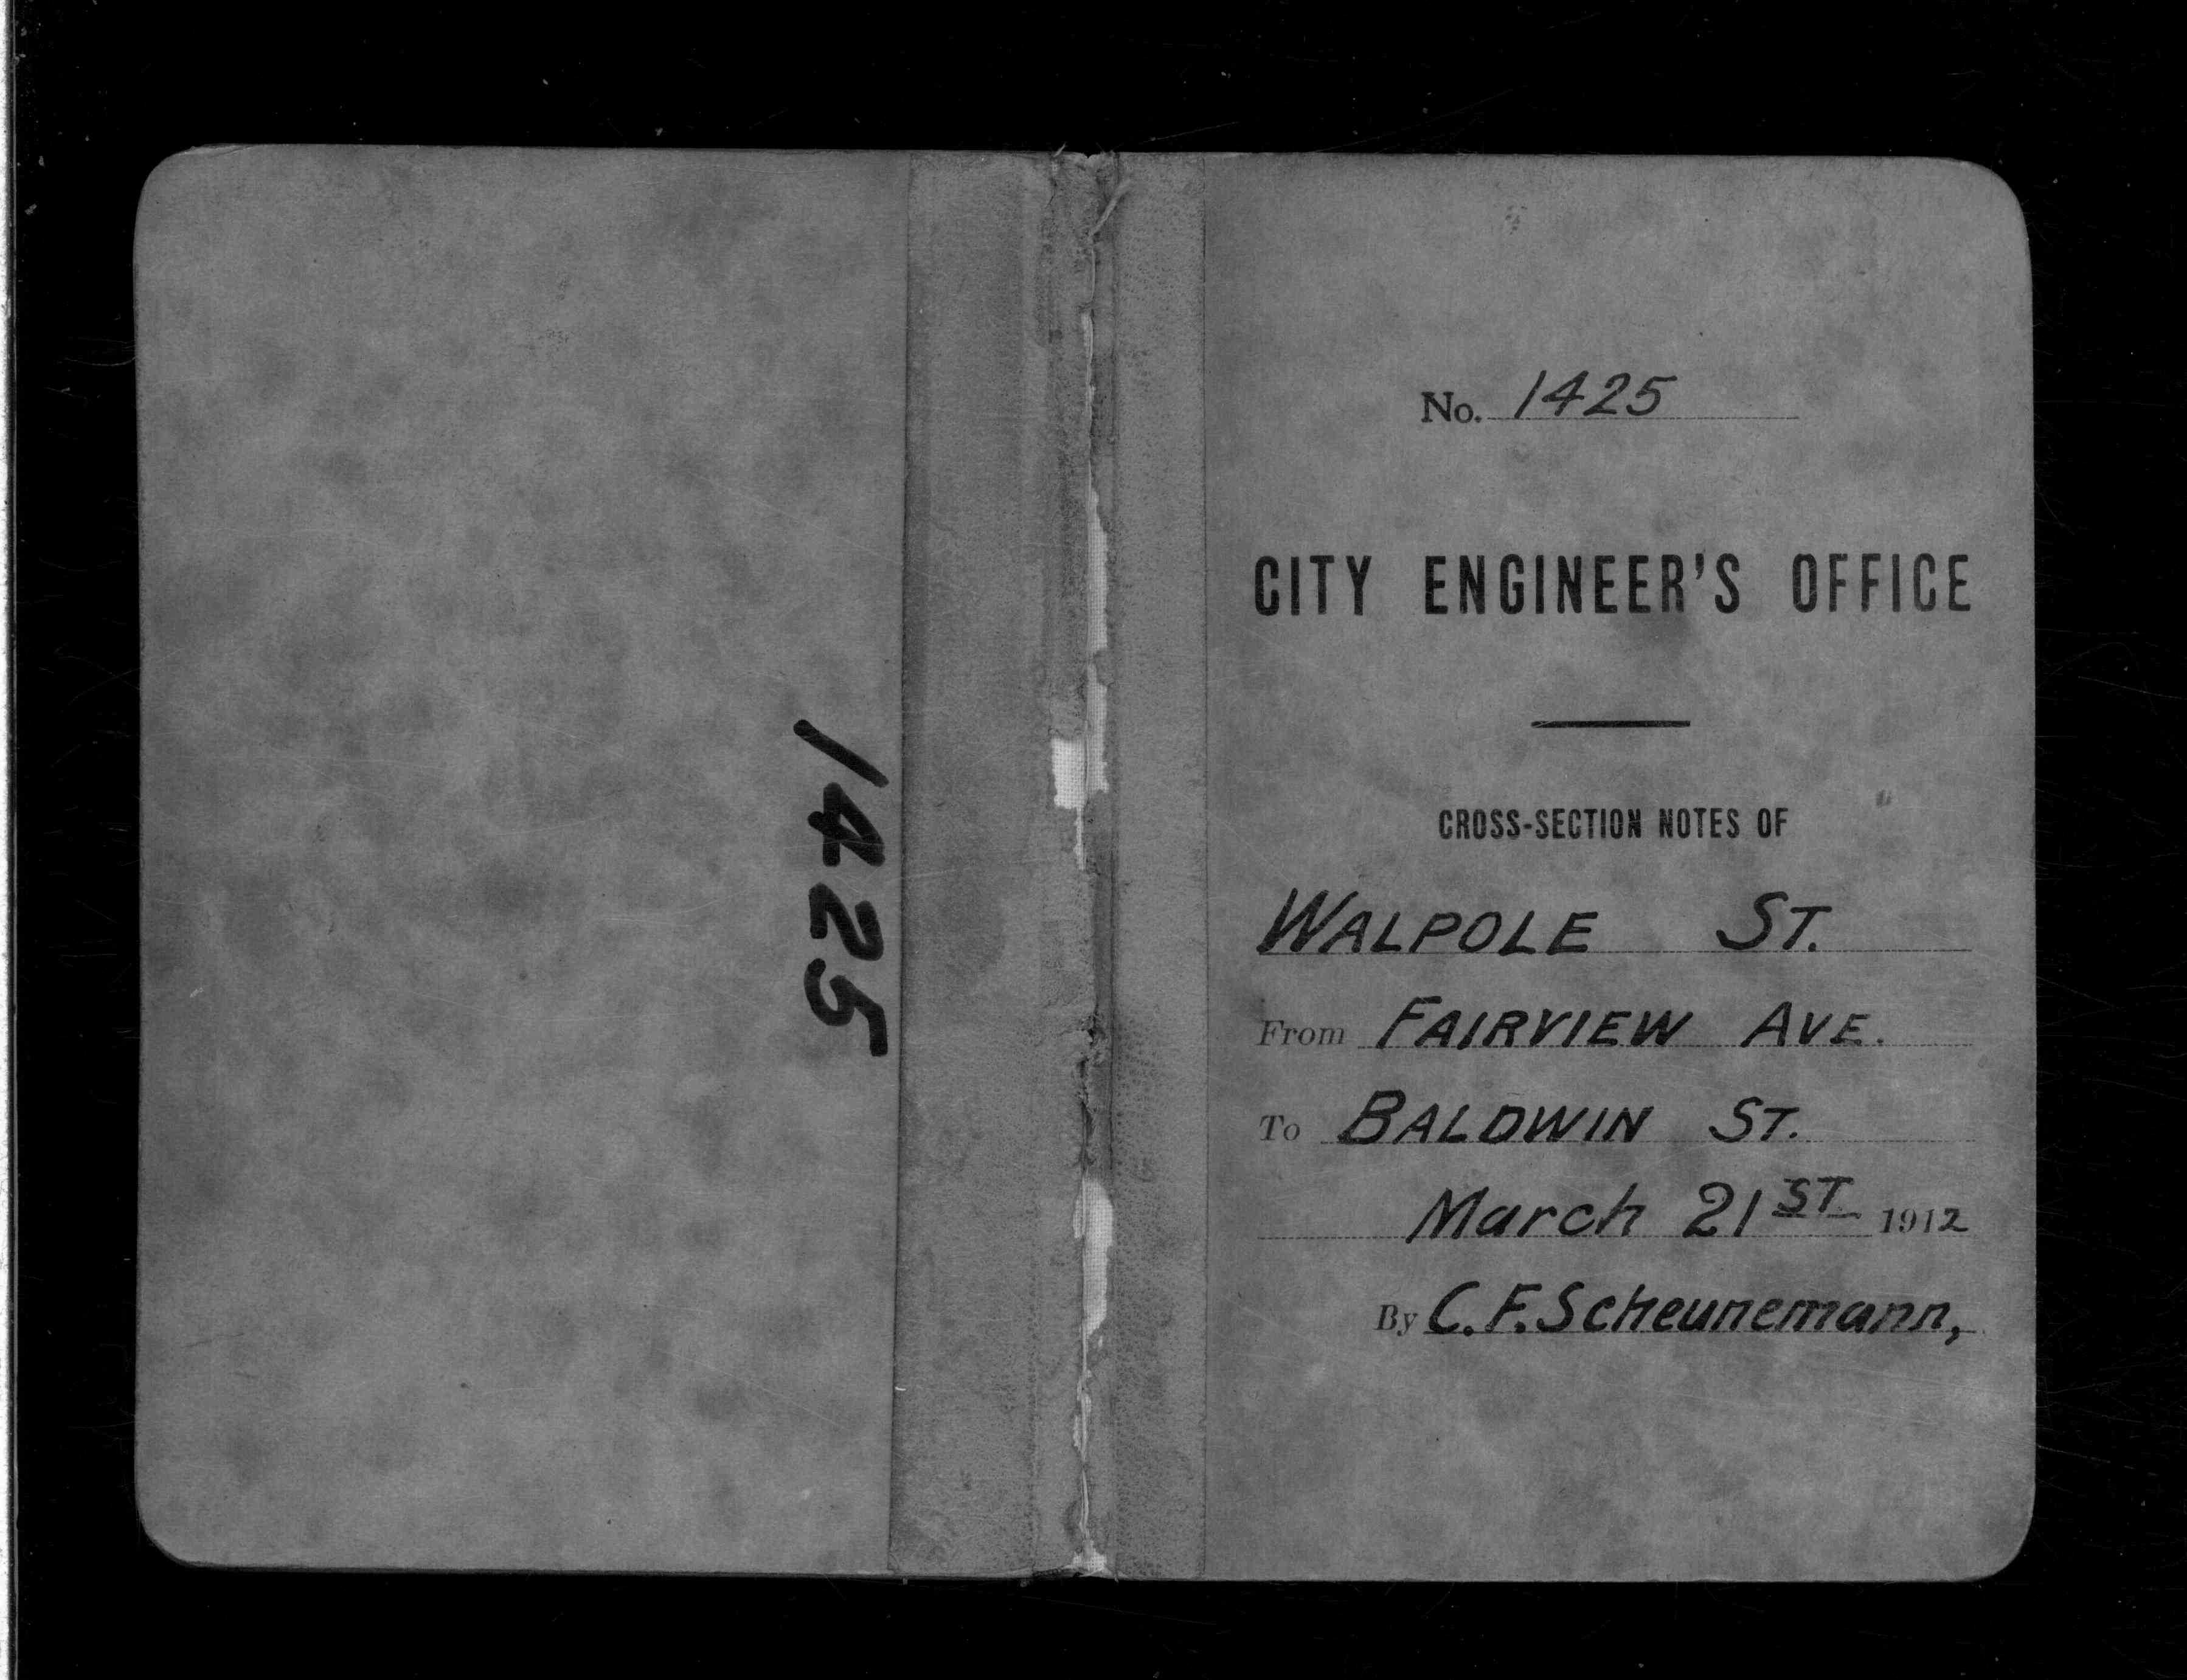 1425
No. 1425
CITY ENGINEER'S OFFICE
CROSS-SECTION NOTES OF
WALPOLE ST.
From FAIRVIEW AVE.
To BALDWIN ST.
March 21ST 1912
By C. F. Scheunemann,